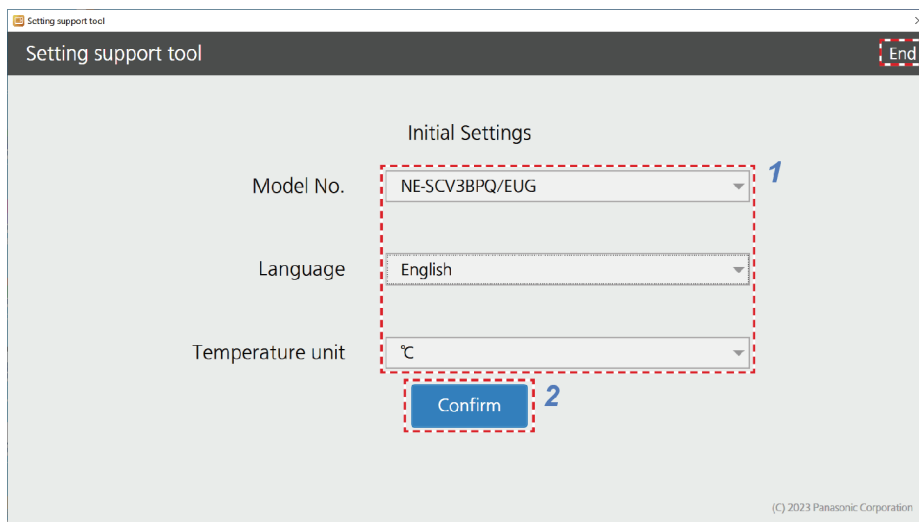 Setting support tool
Setting support tool
End
Initial Settings
1
Model No. NE-SCV3BPQ/EUG
Language English
Temperature unit ℃
Confirm 2
(C) 2023 Panasonic Corporation